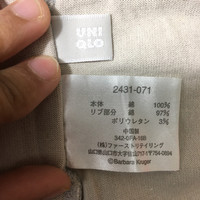 UNI
QLO
2431-071
本体 綿 100%
リブ部分 綿 97%
ポリウレタン 3%
中国製
(株)ファーストリテイリング
©Barbara Kruger